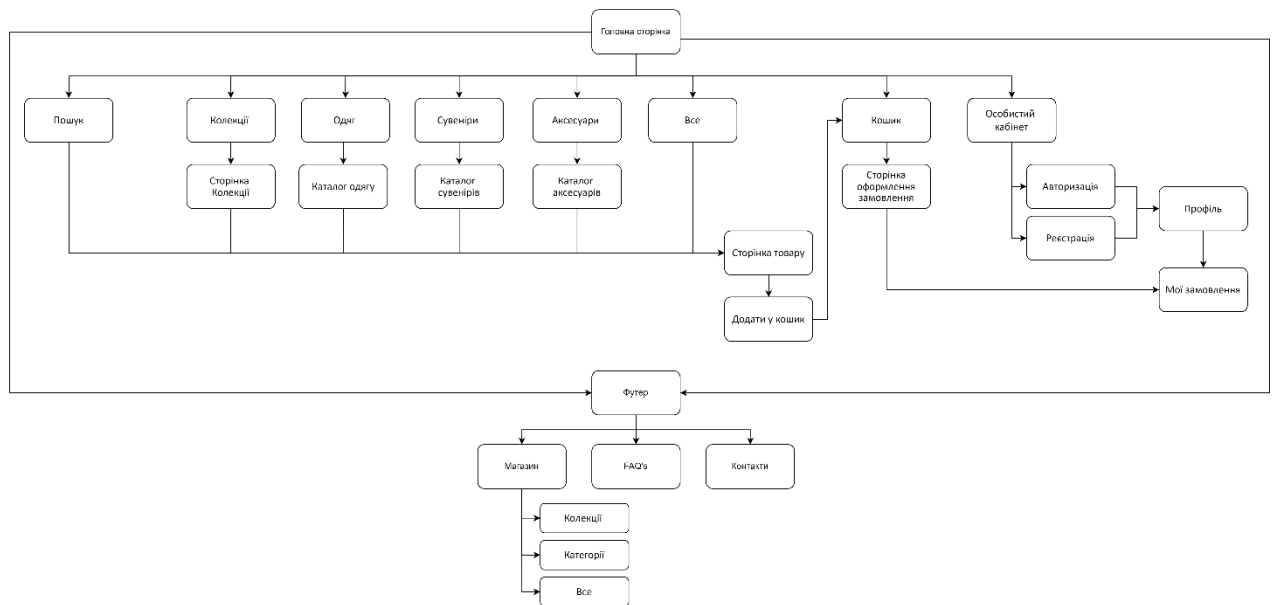 Головна сторінка
Пошук
Колекції
Одяг
Сувеніри
Аксесуари
Все
Кошик
Особистий
кабінет
Сторінка
Колекції
Каталог одягу
Каталог
сувенірів
Каталог
аксесуарів
Сторінка
оформлення
замовлення
Авторизація
Реєстрація
Профіль
Сторінка товару
Мої замовлення
Додати у кошик
Футер
Магазин
FAQ's
Контакти
Колекції
Категорії
Все